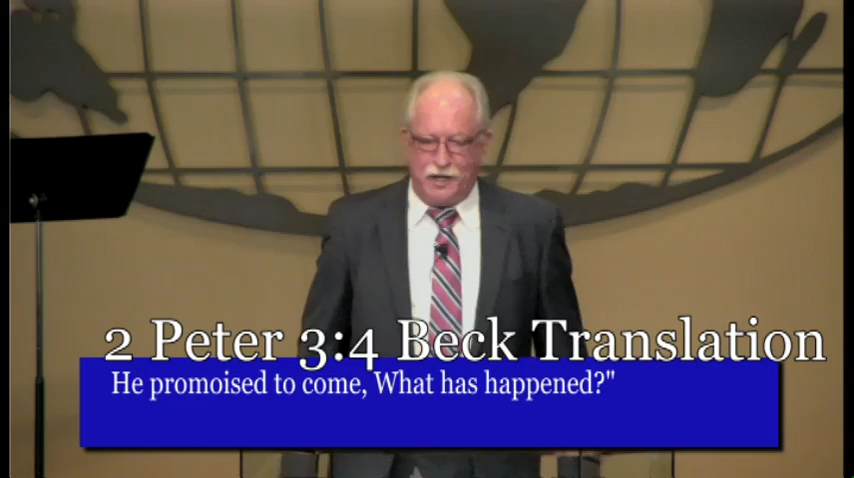 2 Peter 3:4 Beck Translation
He promoised to come, What has happened?"